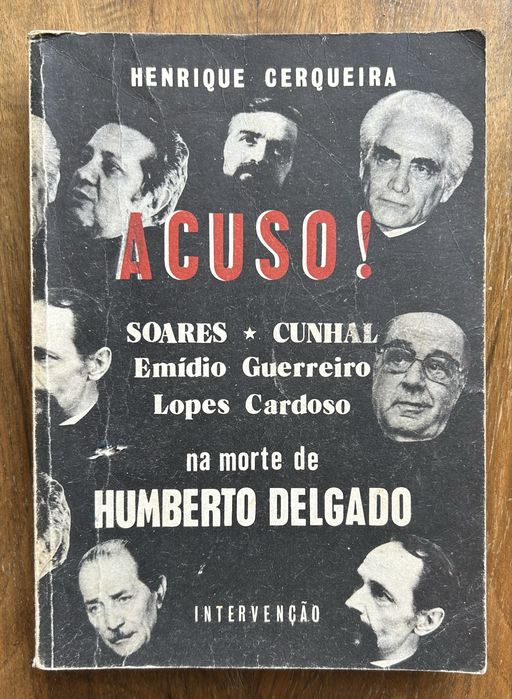 HENRIQUE CERQUEIRA
ACUSO!
SOARES ★ CUNHAL
Emídio Guerreiro
Lopes Cardoso
na morte de
HUMBERTO DELGADO
INTERVENÇÃO